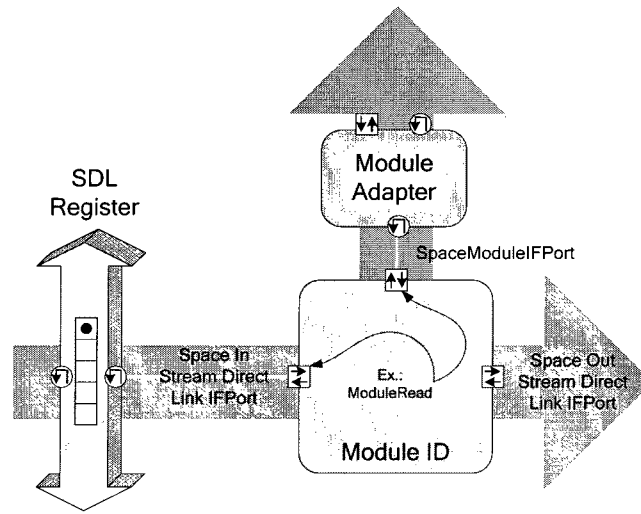 Module
Adapter
SDL
Register
SpaceModuleIFPort
Space In
Stream Direct
Link IFPort
Ex.:
ModuleRead
Space Out
Stream Direct
Link IFPort
Module ID